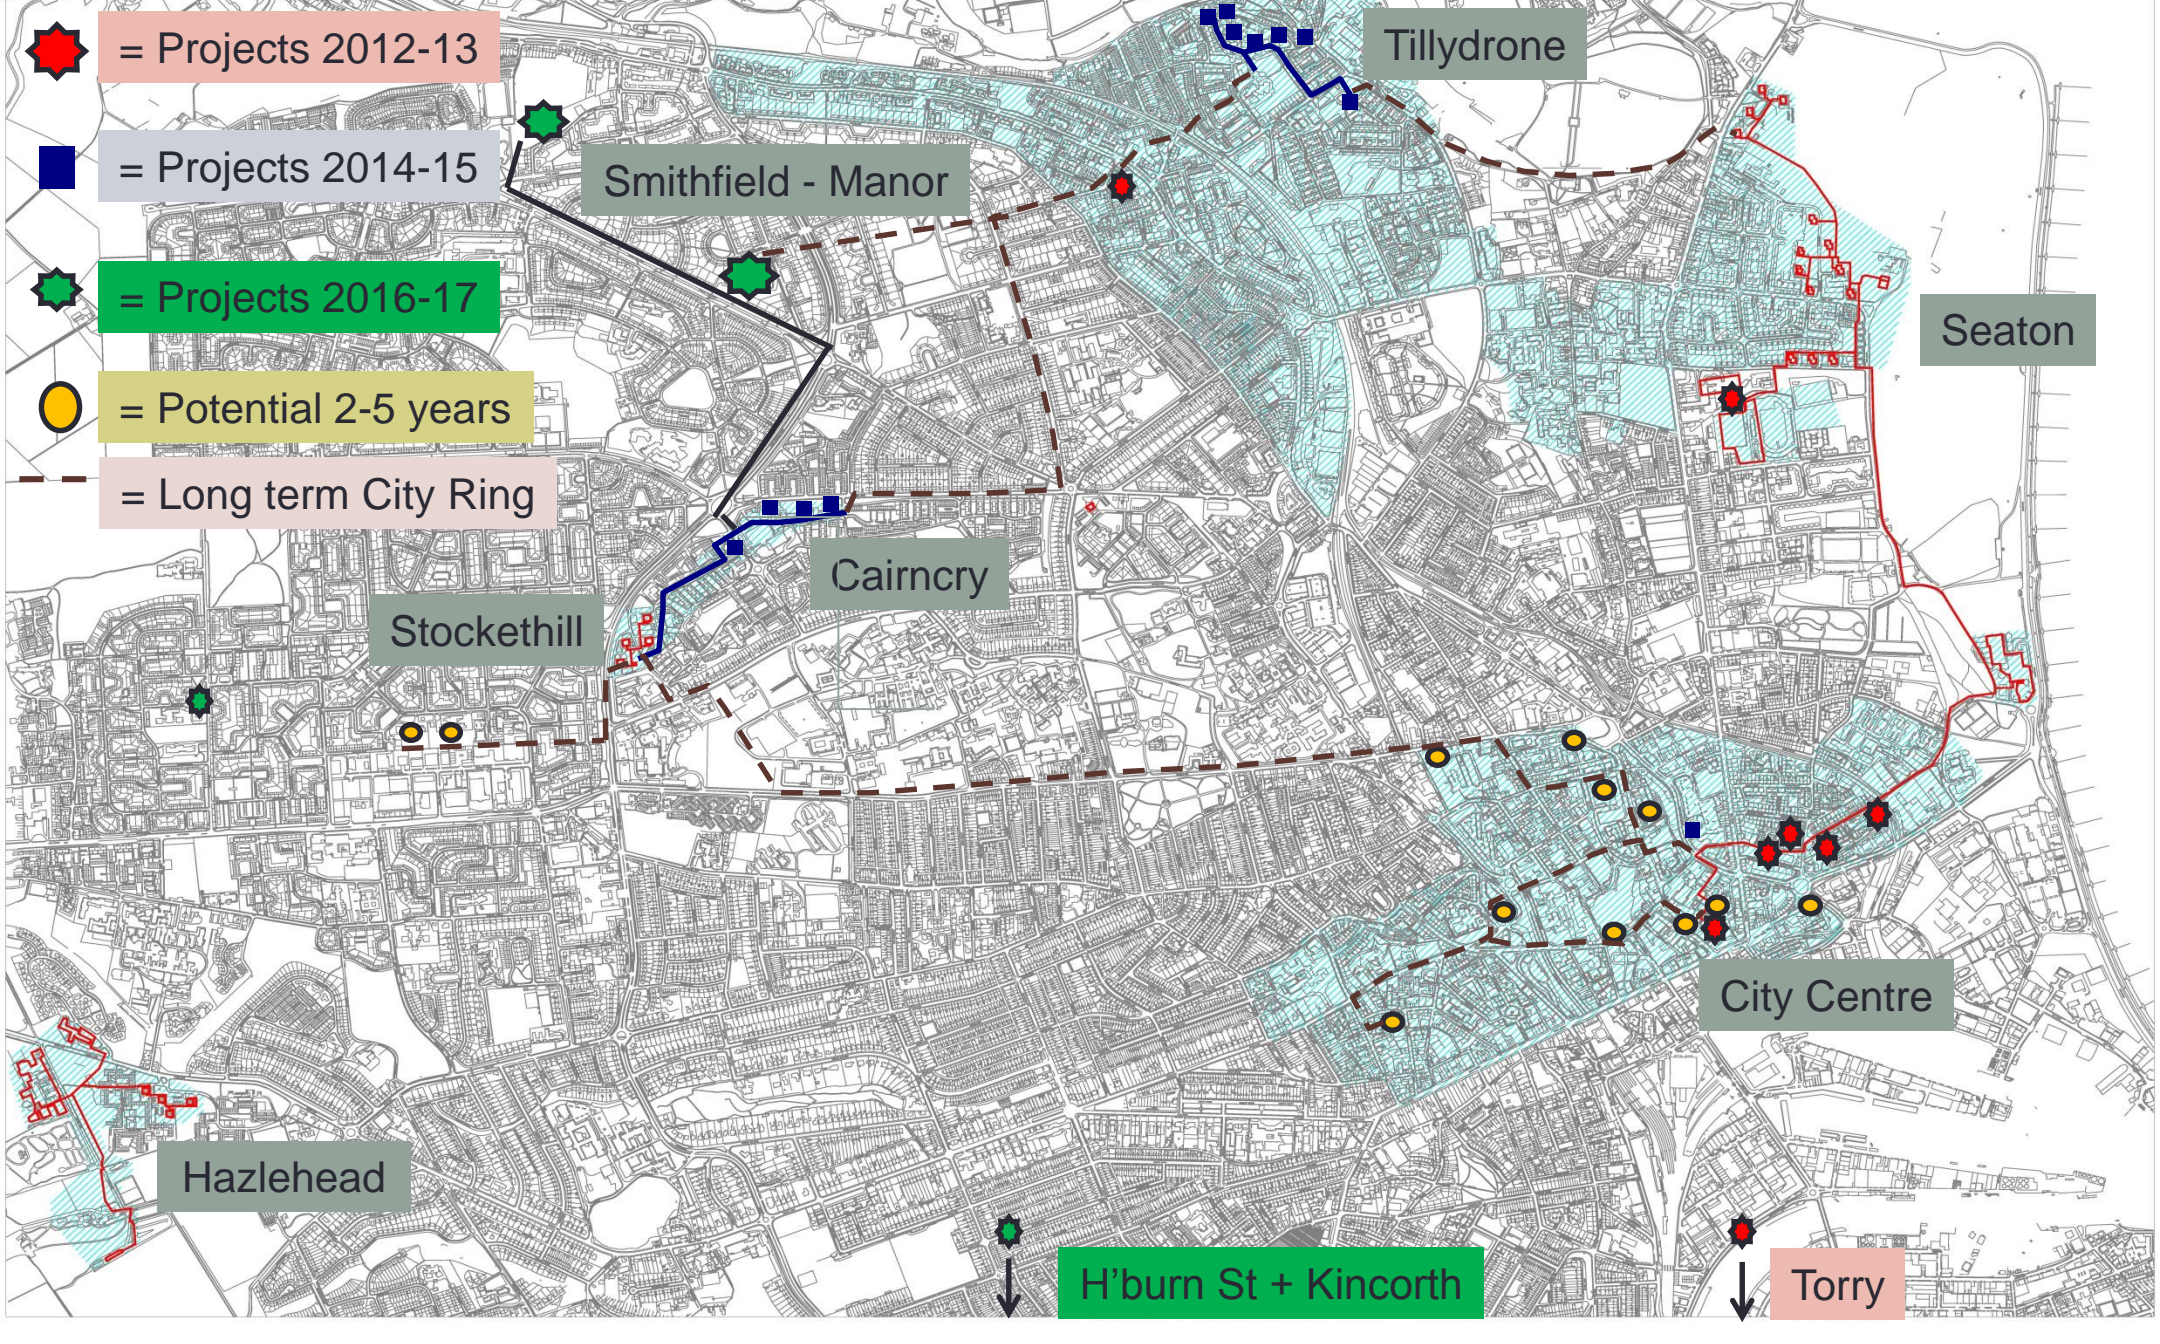 = Projects 2012-13
= Projects 2014-15
= Projects 2016-17
= Potential 2-5 years
= Long term City Ring
Tillydrone
Smithfield - Manor
Seaton
Cairncry
Stockethill
City Centre
Hazlehead
H'burn St + Kincorth
Torry